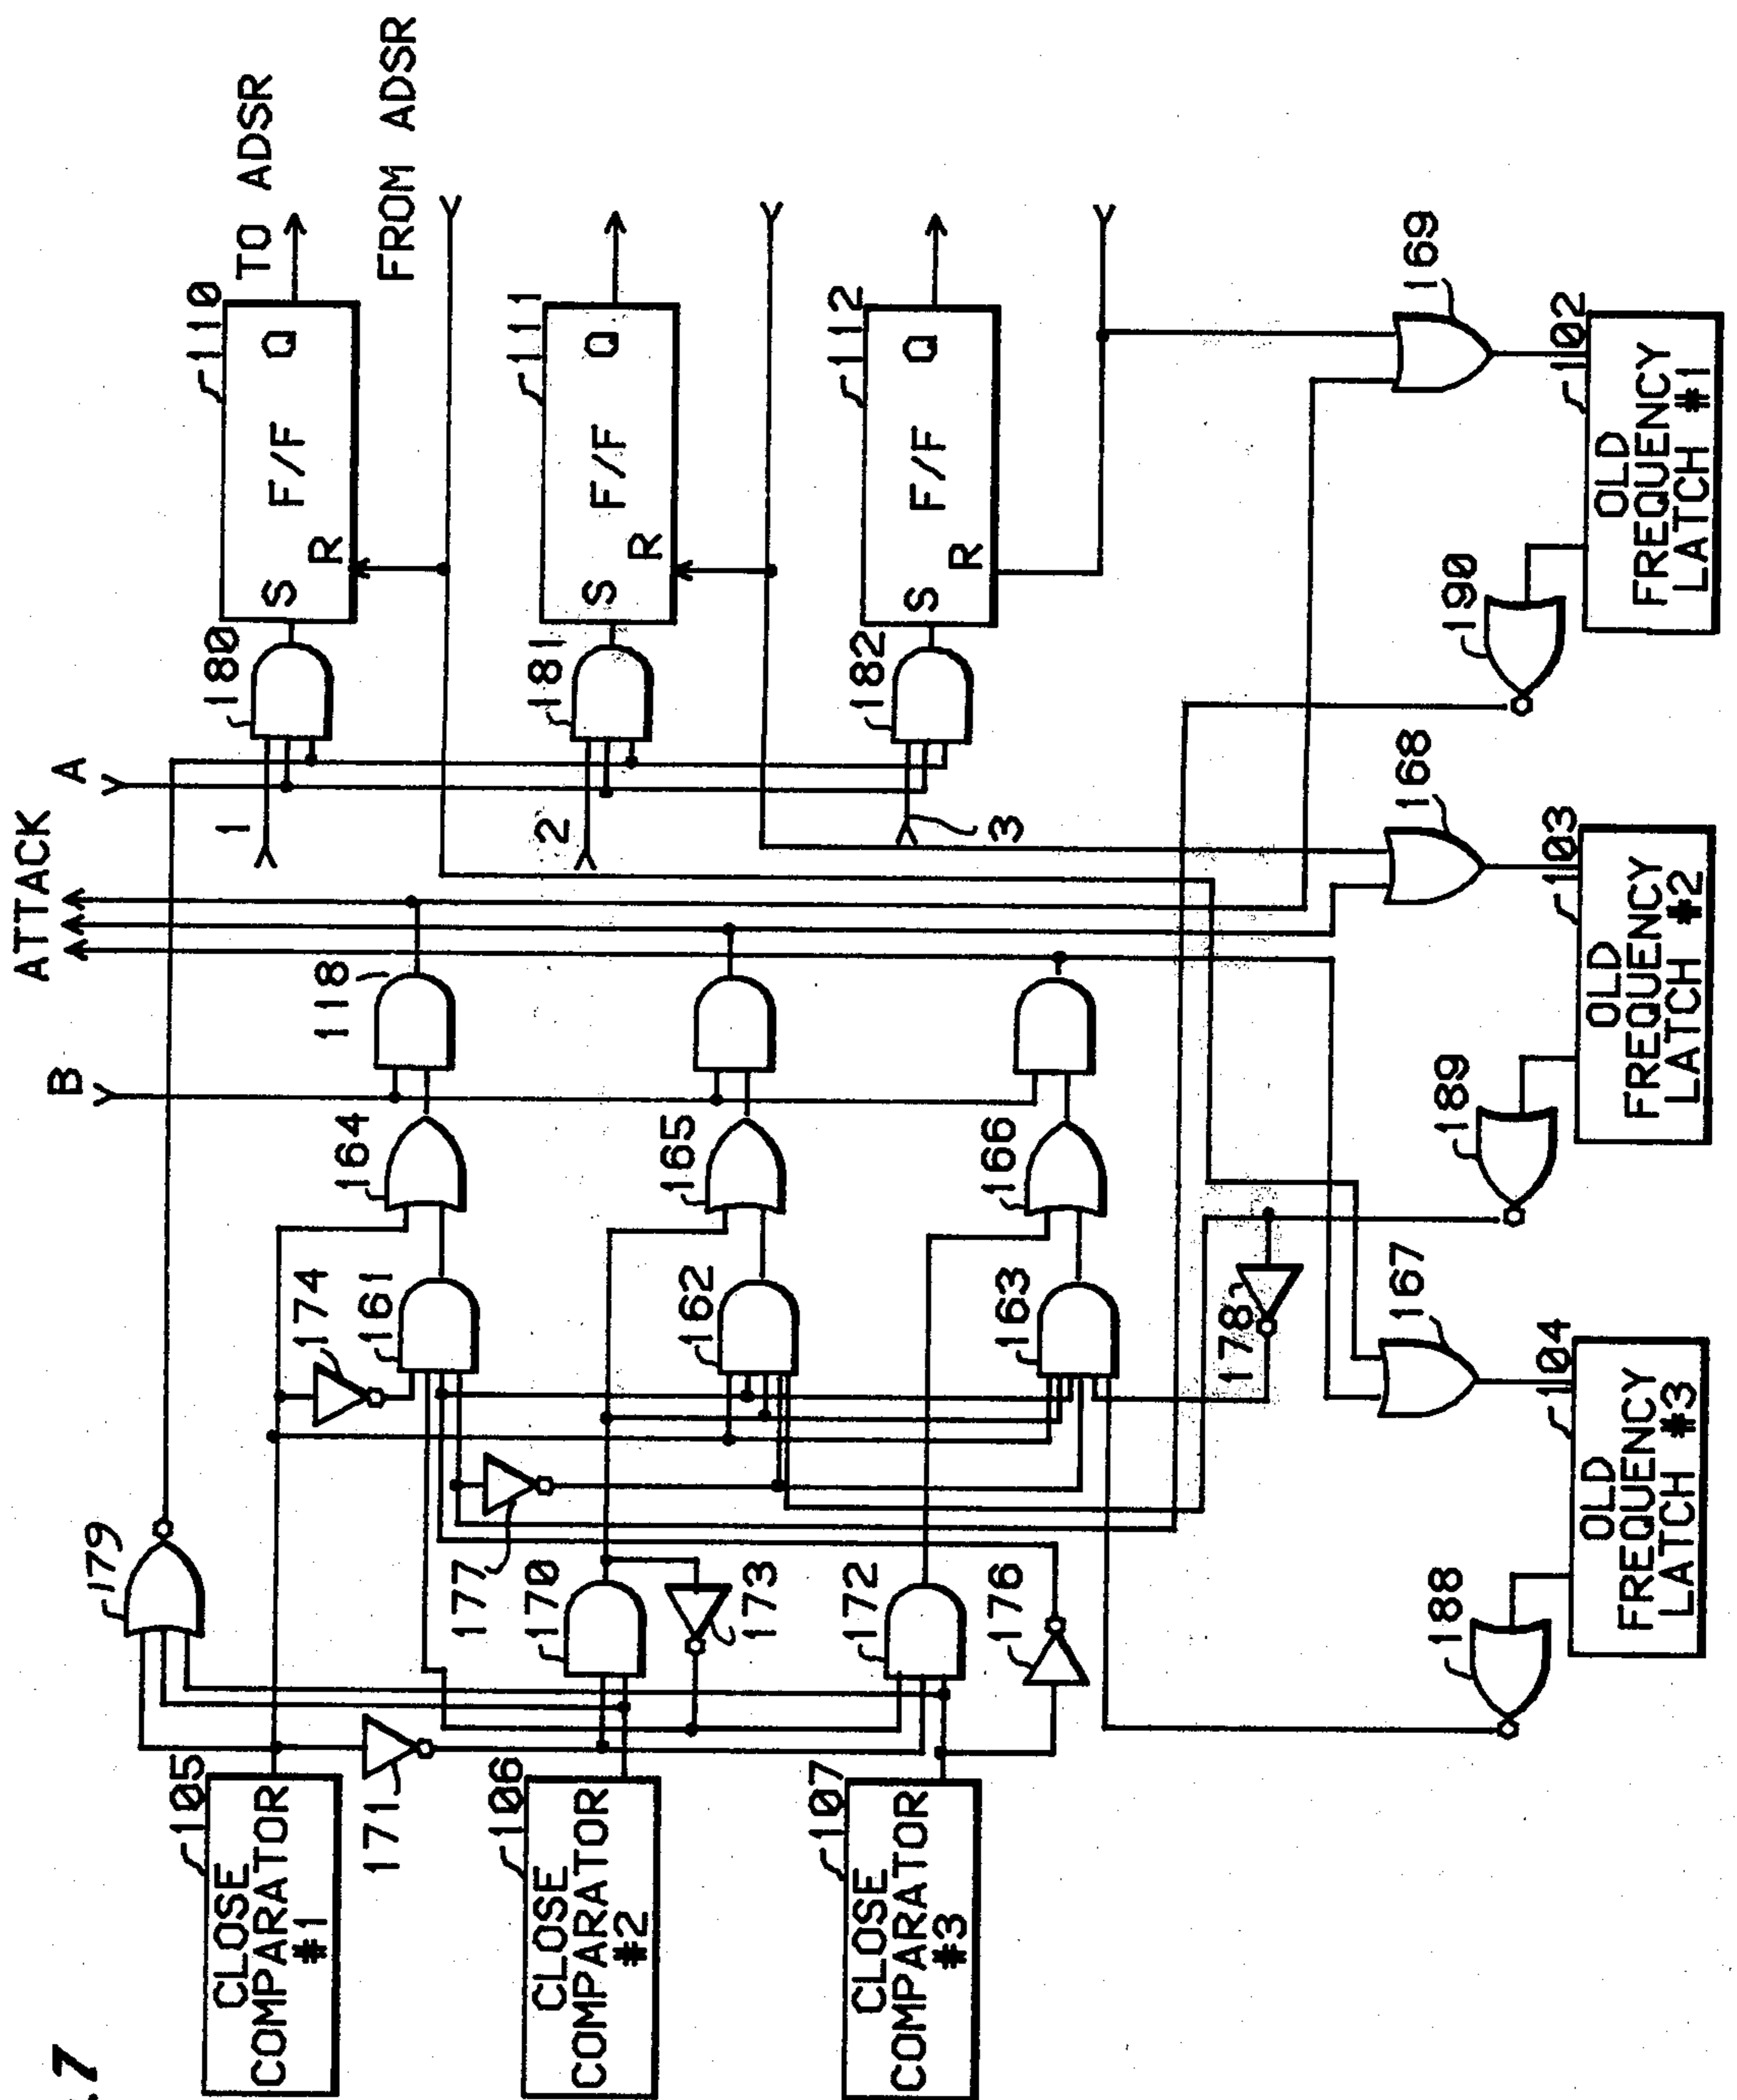 .7
CLOSE
COMPARATOR
#1
105
CLOSE
COMPARATOR
#2
106
CLOSE
COMPARATOR
#3
107
171
179
177
170
173
172
176
174
161
162
163
178
164
165
166
118
B
ATTACK
A
1
2
3
180
181
182
S
R
F/F
Q
110
S
R
F/F
Q
111
S
R
F/F
Q
112
TO ADSR
FROM ADSR
188
167
104
OLD
FREQUENCY
LATCH #3
189
168
103
OLD
FREQUENCY
LATCH #2
190
169
102
OLD
FREQUENCY
LATCH #1